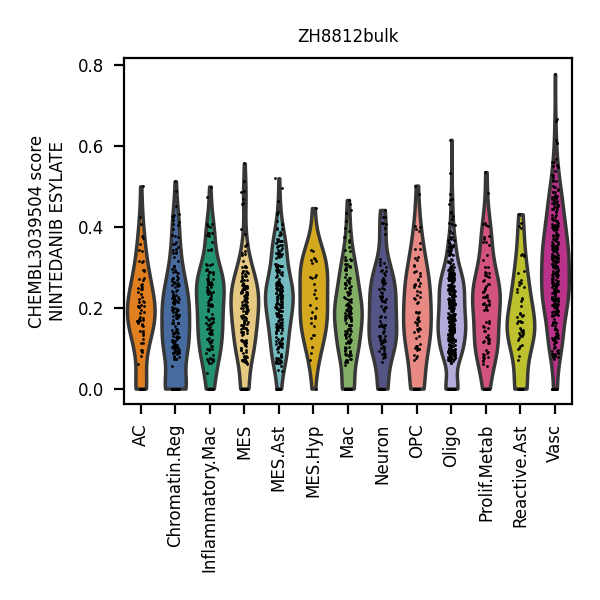 ZH8812bulk
CHEMBL3039504 score
NINTEDANIB ESYLATE
0.8
0.6
0.4
0.2
0.0
AC
Chromatin.Reg
Inflammatory.Mac
MES
MES.Ast
MES.Hyp
Mac
Neuron
OPC
Oligo
Prolif.Metab
Reactive.Ast
Vasc